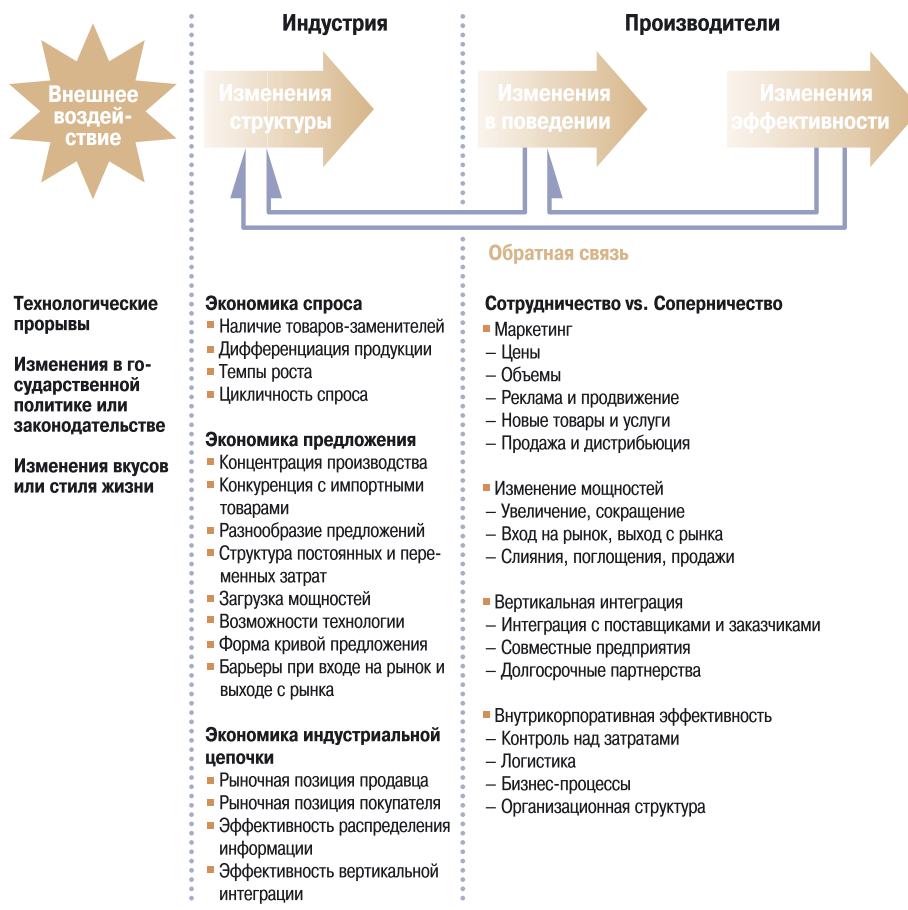 Индустрия
Производители
Внешнее
воздей-
ствие
Изменения
структуры
Изменения
в поведении
Изменения
эффективности
Обратная связь
Технологические
прорывы
Изменения в го-
сударственной
политике или
законодательстве
Изменения вкусов
или стиля жизни
Экономика спроса
Наличие товаров-заменителей
Дифференциация продукции
Темпы роста
Цикличность спроса
Экономика предложения
Концентрация производства
Конкуренция с импортными
товарами
Разнообразие предложений
Структура постоянных и пере-
менных затрат
Загрузка мощностей
Возможности технологии
Форма кривой предложения
Барьеры при входе на рынок и
выходе с рынка
Экономика индустриальной
цепочки
Рыночная позиция продавца
Рыночная позиция покупателя
Эффективность распределения
информации
Эффективность вертикальной
интеграции
Сотрудничество vs. Соперничество
Маркетинг
– Цены
– Объемы
– Реклама и продвижение
– Новые товары и услуги
– Продажа и дистрибьюция
Изменение мощностей
– Увеличение, сокращение
– Вход на рынок, выход с рынка
– Слияния, поглощения, продажи
Вертикальная интеграция
– Интеграция с поставщиками и заказчиками
– Совместные предприятия
– Долгосрочные партнерства
Внутрикорпоративная эффективность
– Контроль над затратами
– Логистика
– Бизнес-процессы
– Организационная структура